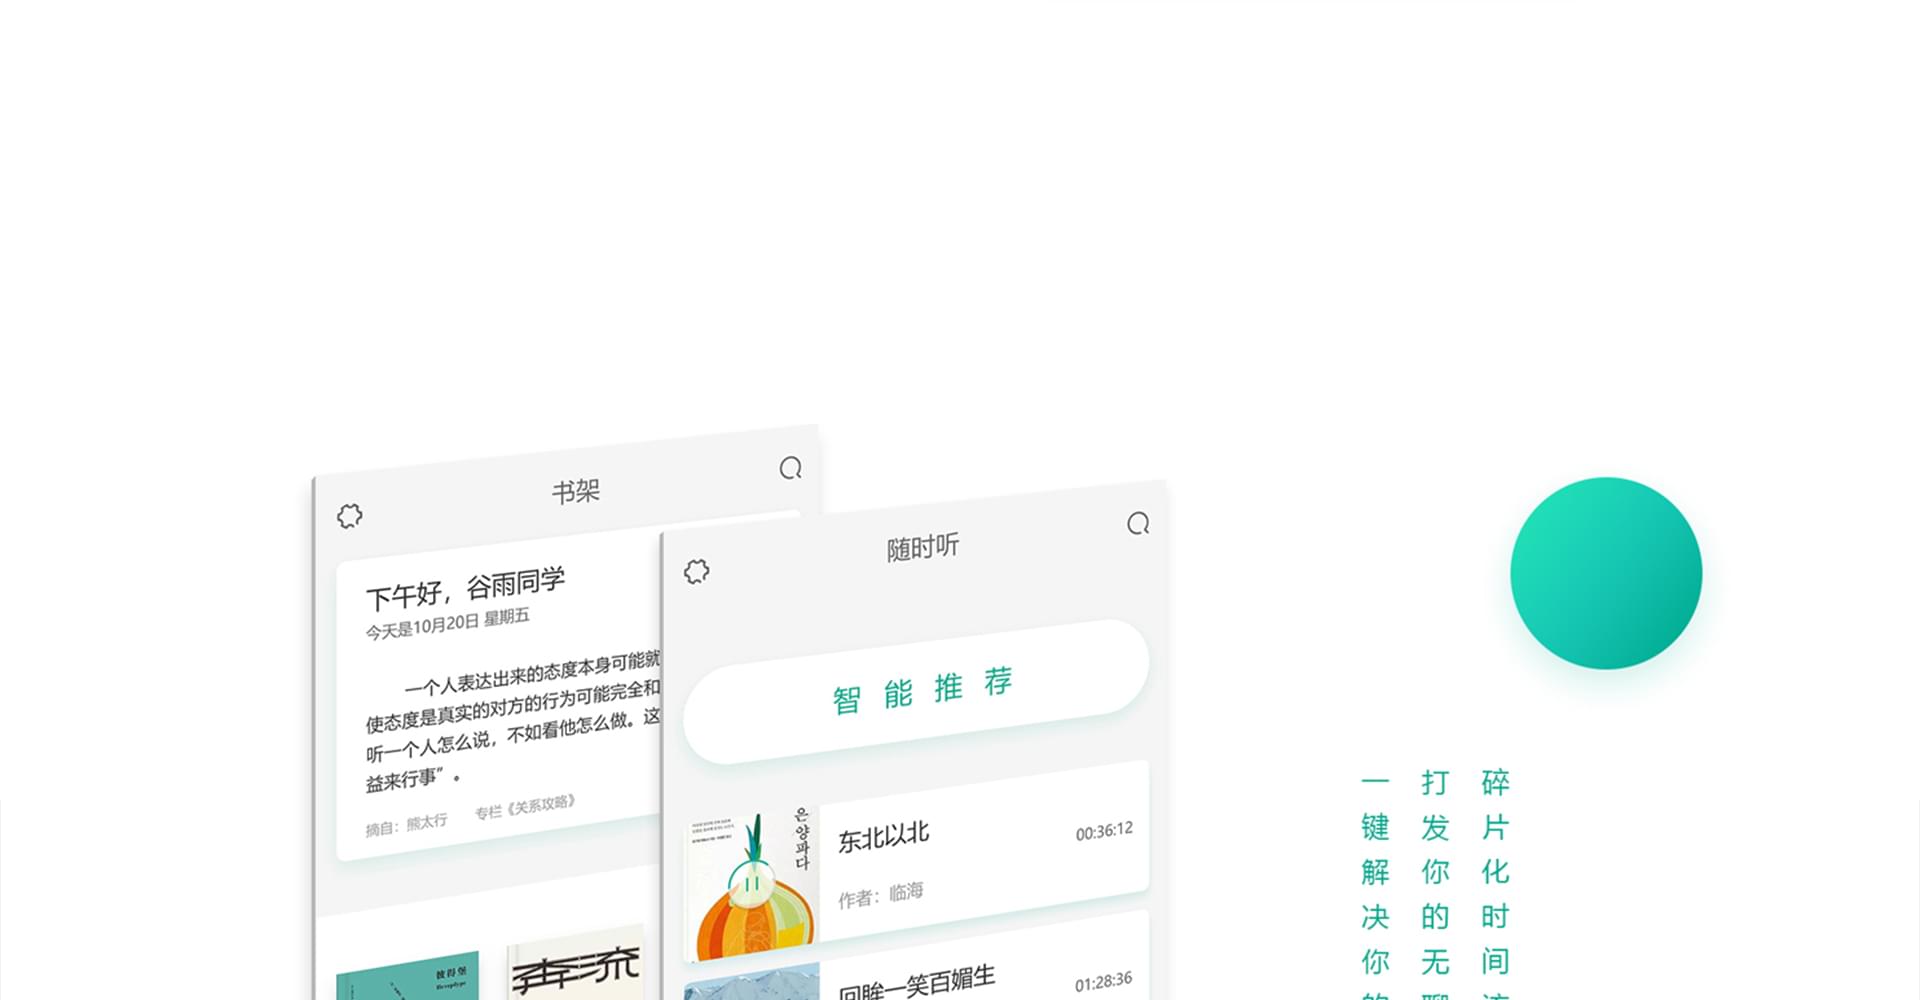 书架
下午好，谷雨同学
今天是10月20日 星期五
一个人表达出来的态度本身可能就
使态度是真实的对方的行为可能完全和
听一个人怎么说，不如看他怎么做。这
益来行事”。
摘自：熊太行 专栏《关系攻略》
彼得堡
奔流
随时听
智能推荐
은양파다
东北以北
00:36:12
作者：临海
回眸一笑百媚生
01:28:36
碎片化时间
打发你的无
一键解决你